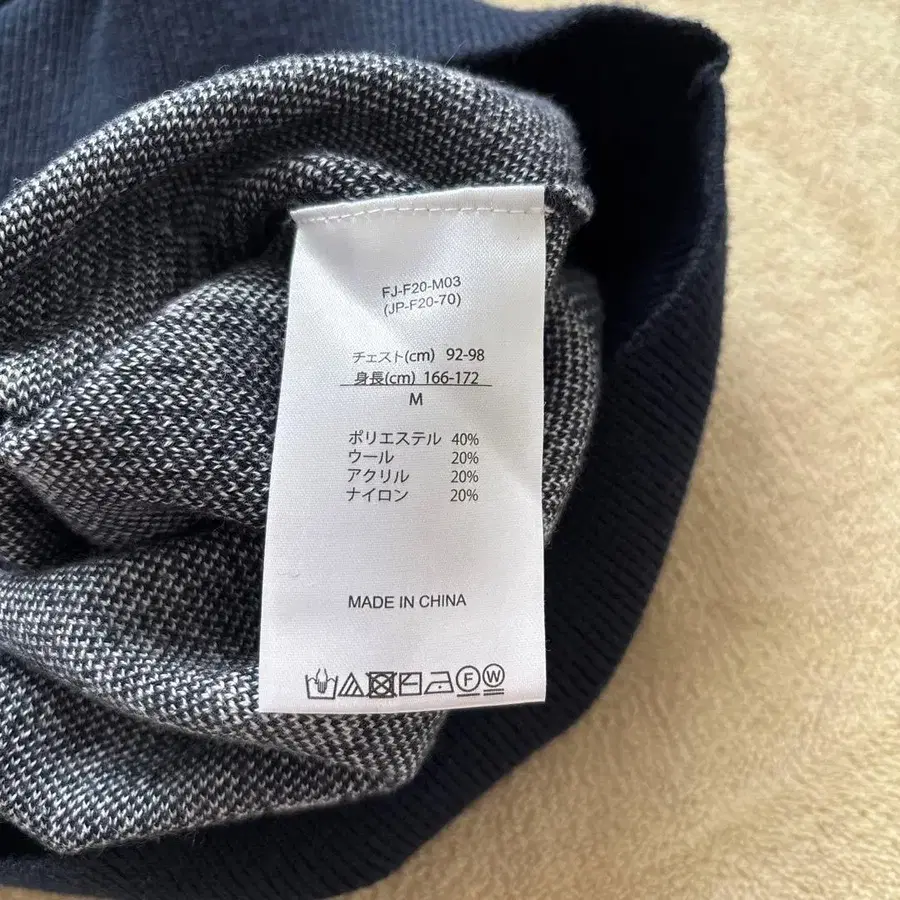 FJ-F20-M03
(JP-F20-70)
チェスト(cm) 92-98
身長(cm) 166-172
M
ポリエステル 40%
ウール 20%
アクリル 20%
ナイロン 20%
MADE IN CHINA
F W